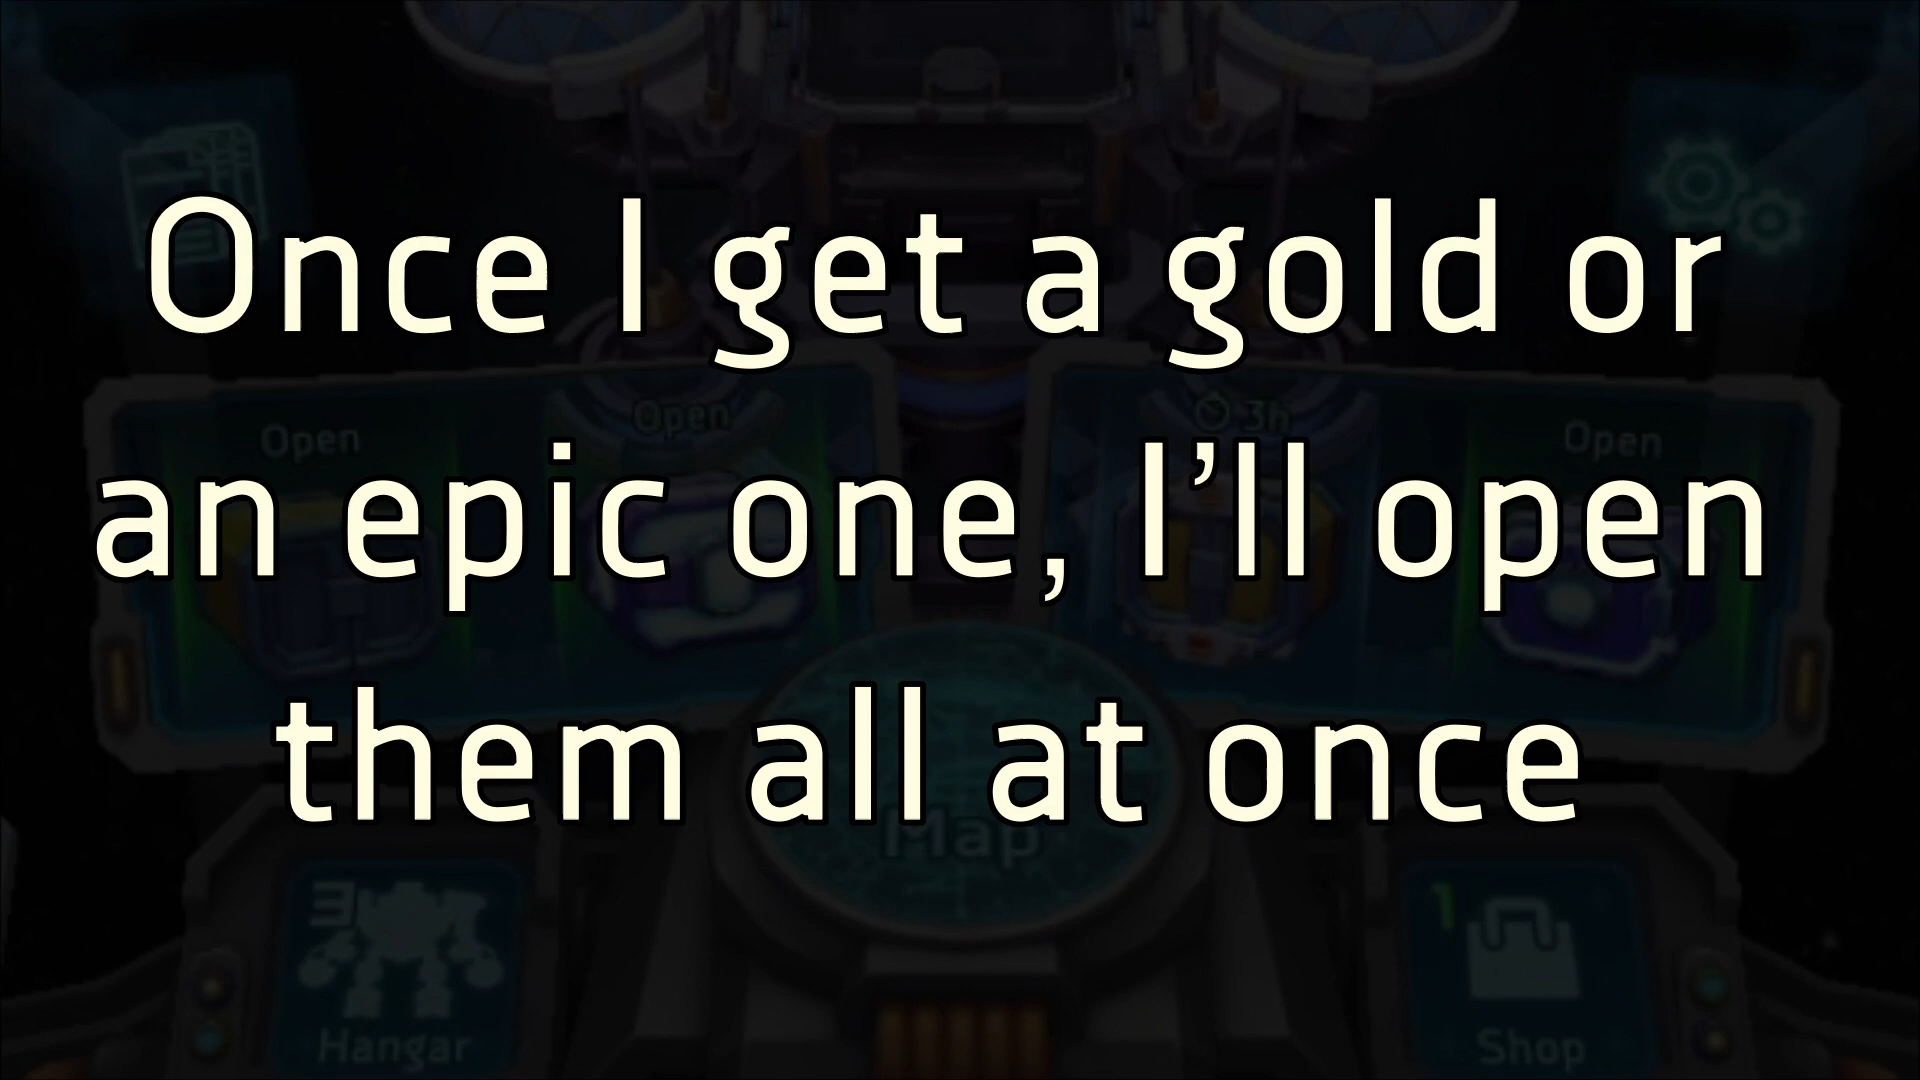 Once I get a gold or
an epic one, I’ll open
them all at once
Open
Open
3h
Open
Map
3
Hangar
1
Shop